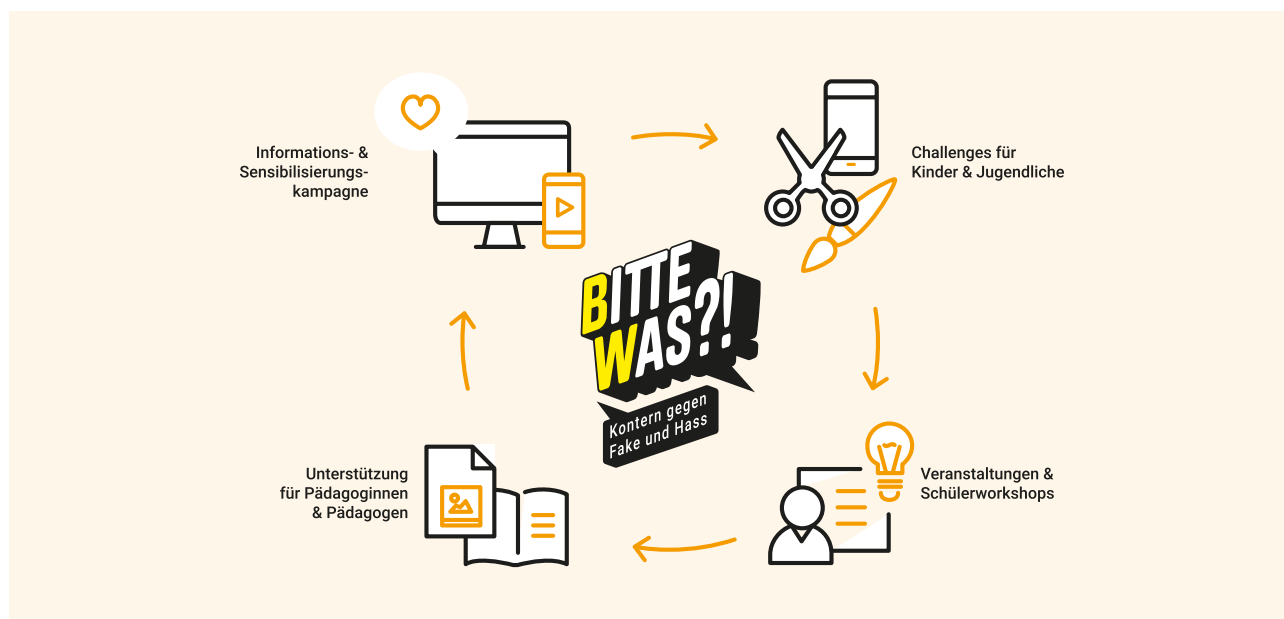 Informations- &
Sensibilisierungs-
kampagne
Challenges für
Kinder & Jugendliche
BITTE
WAS?!
Kontern gegen
Fake und Hass
Unterstützung
für Pädagoginnen
& Pädagogen
Veranstaltungen &
Schülerworkshops